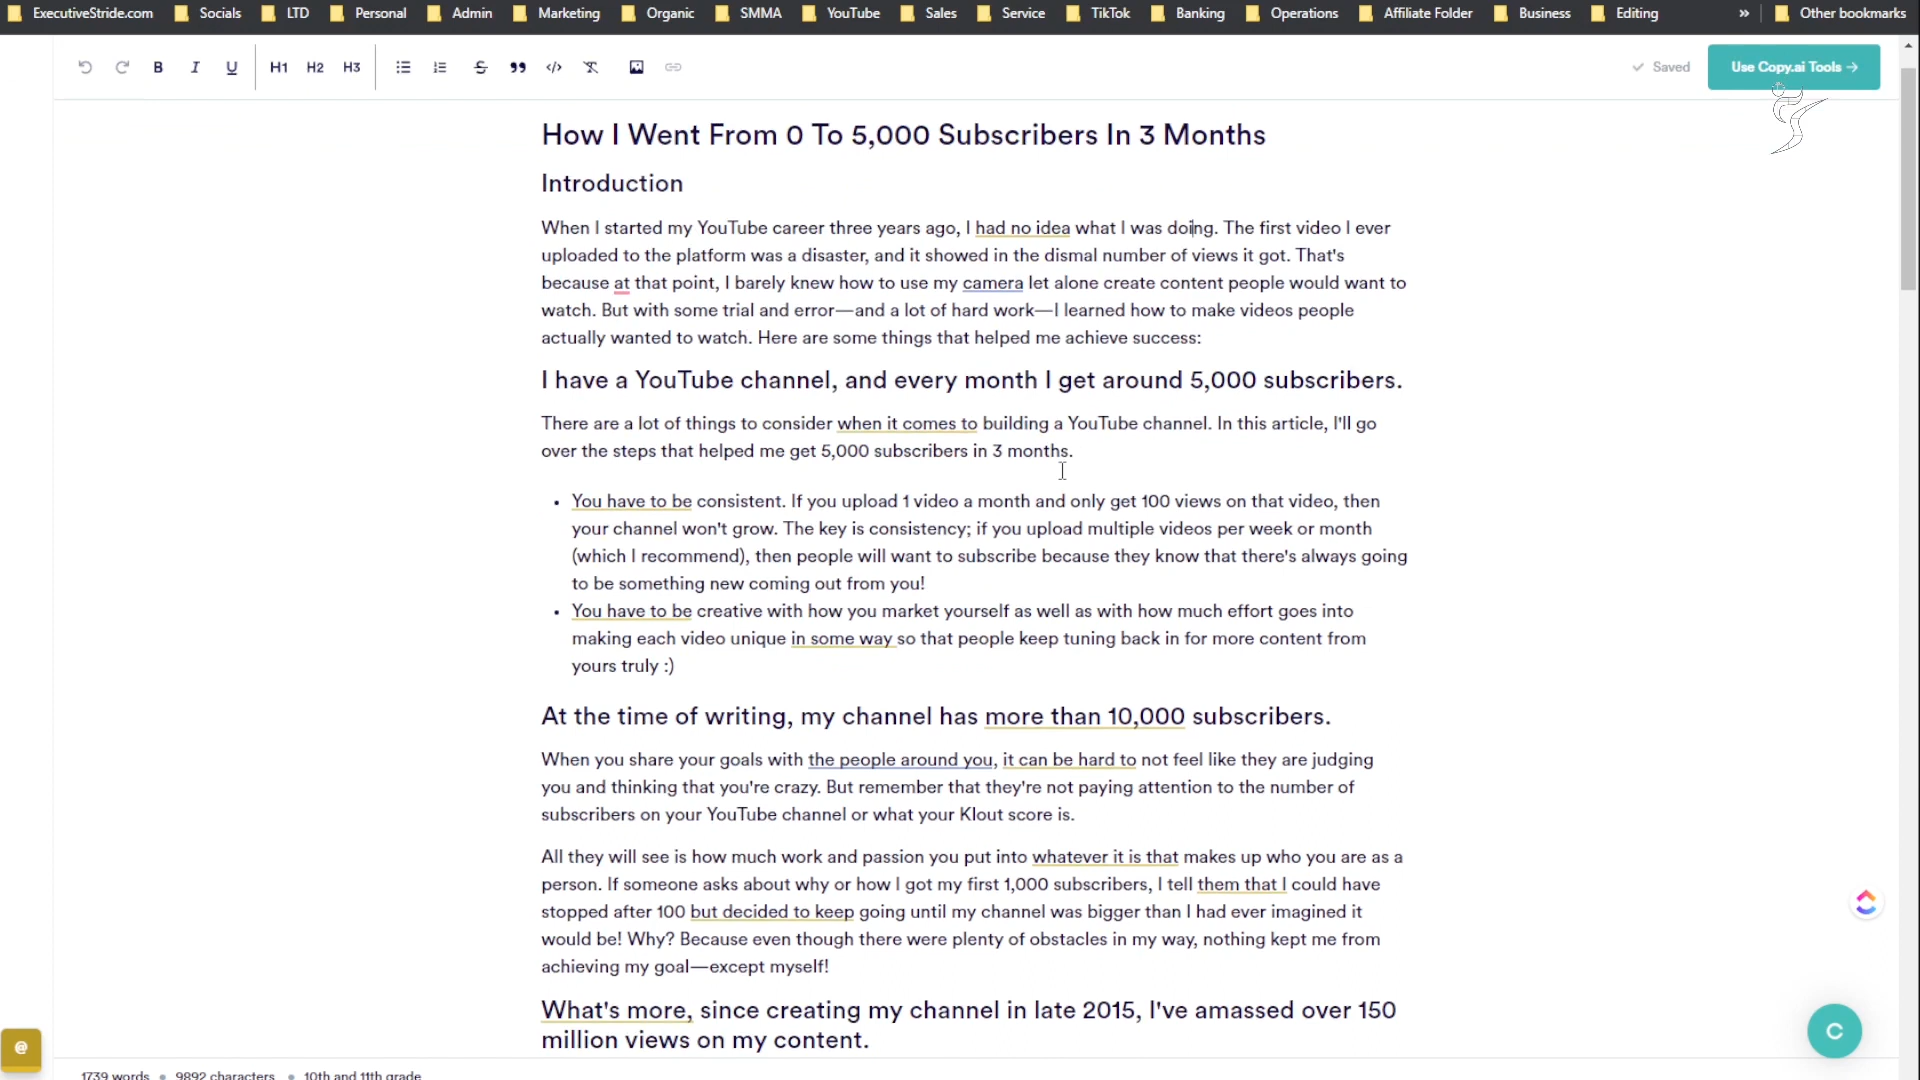 ExecutiveStride.com Socials LTD Personal Admin Marketing Organic SMMA YouTube Sales Service TikTok Banking Operations Affiliate Folder Business Editing » Other bookmarks
B I U H1 H2 H3 Saved Use Copy.ai Tools →
How I Went From 0 To 5,000 Subscribers In 3 Months
Introduction
When I started my YouTube career three years ago, I had no idea what I was doing. The first video I ever
uploaded to the platform was a disaster, and it showed in the dismal number of views it got. That's
because at that point, I barely knew how to use my camera let alone create content people would want to
watch. But with some trial and error—and a lot of hard work—I learned how to make videos people
actually wanted to watch. Here are some things that helped me achieve success:
I have a YouTube channel, and every month I get around 5,000 subscribers.
There are a lot of things to consider when it comes to building a YouTube channel. In this article, I'll go
over the steps that helped me get 5,000 subscribers in 3 months.
• You have to be consistent. If you upload 1 video a month and only get 100 views on that video, then
your channel won't grow. The key is consistency; if you upload multiple videos per week or month
(which I recommend), then people will want to subscribe because they know that there's always going
to be something new coming out from you!
• You have to be creative with how you market yourself as well as with how much effort goes into
making each video unique in some way so that people keep tuning back in for more content from
yours truly :)
At the time of writing, my channel has more than 10,000 subscribers.
When you share your goals with the people around you, it can be hard to not feel like they are judging
you and thinking that you're crazy. But remember that they're not paying attention to the number of
subscribers on your YouTube channel or what your Klout score is.
All they will see is how much work and passion you put into whatever it is that makes up who you are as a
person. If someone asks about why or how I got my first 1,000 subscribers, I tell them that I could have
stopped after 100 but decided to keep going until my channel was bigger than I had ever imagined it
would be! Why? Because even though there were plenty of obstacles in my way, nothing kept me from
achieving my goal—except myself!
What's more, since creating my channel in late 2015, I've amassed over 150
million views on my content.
@
C
1739 words • 9892 characters • 10th and 11th grade